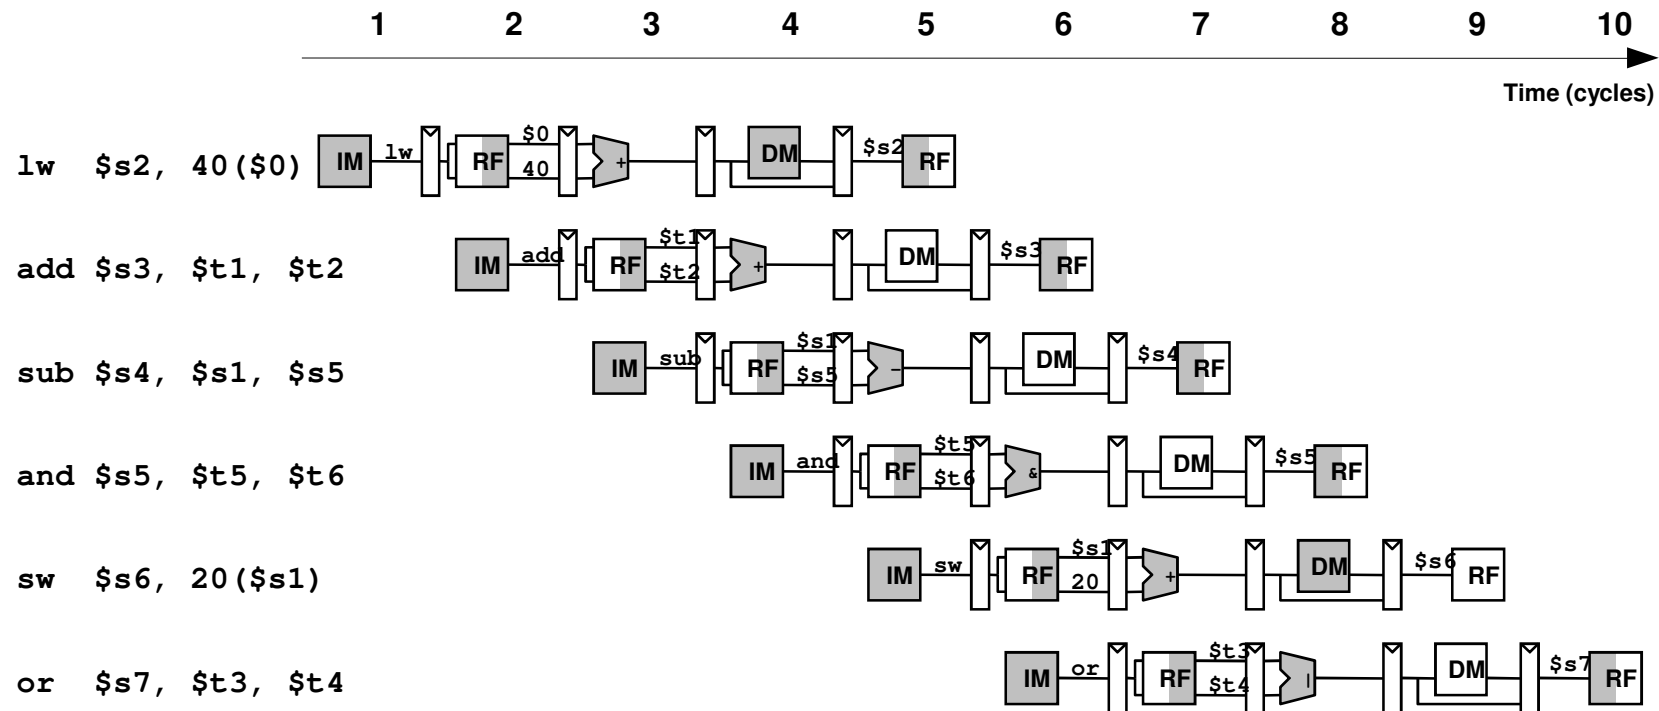 1 2 3 4 5 6 7 8 9 10
Time (cycles)
lw $s2, 40($0) IM lw RF $0 40 + DM $s2 RF
add $s3, $t1, $t2 IM add RF $t1 $t2 + DM $s3 RF
sub $s4, $s1, $s5 IM sub RF $s1 $s5 - DM $s4 RF
and $s5, $t5, $t6 IM and RF $t5 $t6 & DM $s5 RF
sw $s6, 20($s1) IM sw RF $s1 20 + DM $s6 RF
or $s7, $t3, $t4 IM or RF $t3 $t4 | DM $s7 RF